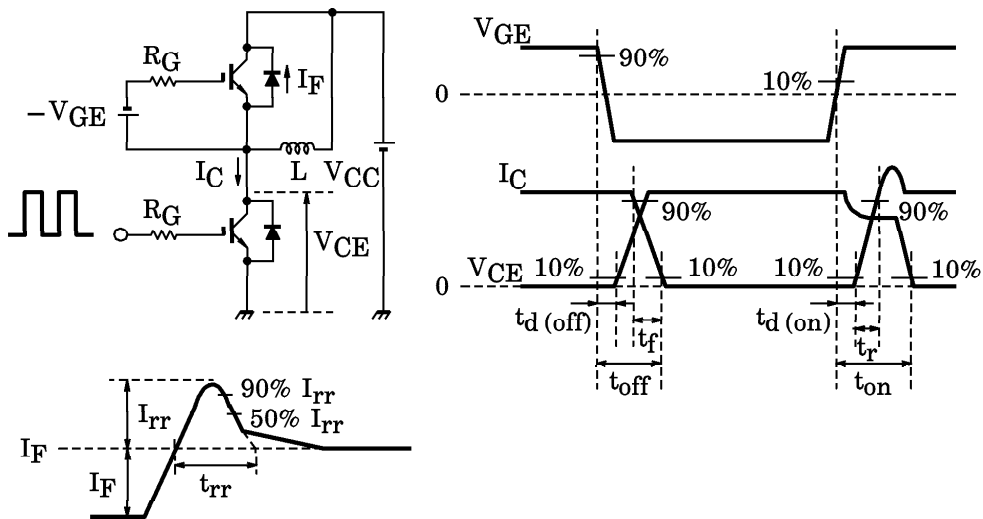 R_G
I_F
−V_GE
I_C
L
V_CC
R_G
V_CE
V_GE
90%
10%
0
I_C
90%
90%
V_CE
10%
10%
10%
10%
0
t_d (off)
t_f
t_d (on)
t_r
t_off
t_on
90% I_rr
I_rr
50% I_rr
I_F
I_F
t_rr